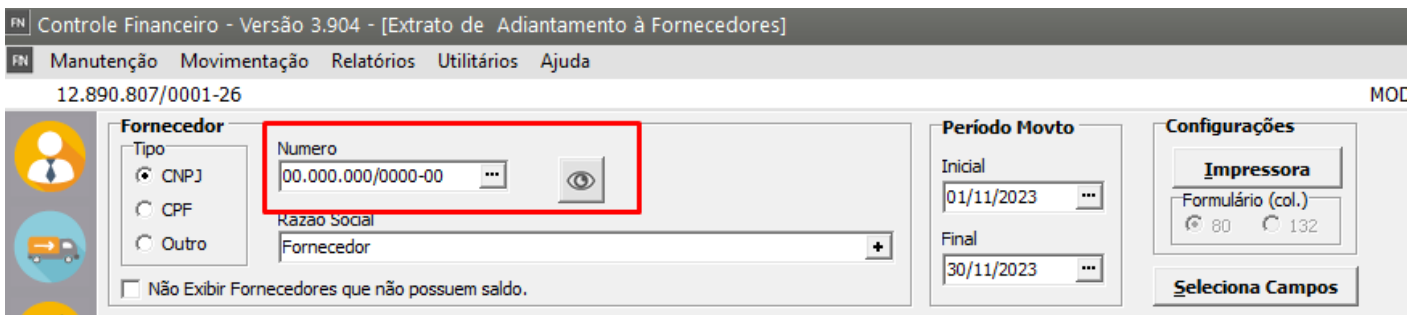 FN Controle Financeiro - Versão 3.904 - [Extrato de Adiantamento à Fornecedores]
FN Manutenção Movimentação Relatórios Utilitários Ajuda
12.890.807/0001-26 MOD
Fornecedor
Tipo
CNPJ
CPF
Outro
Numero
00.000.000/0000-00 ...
Razao Social
Fornecedor +
Não Exibir Fornecedores que não possuem saldo.
Período Movto
Inicial
01/11/2023 ...
Final
30/11/2023 ...
Configurações
Impressora
Formulário (col.)
80 132
Seleciona Campos